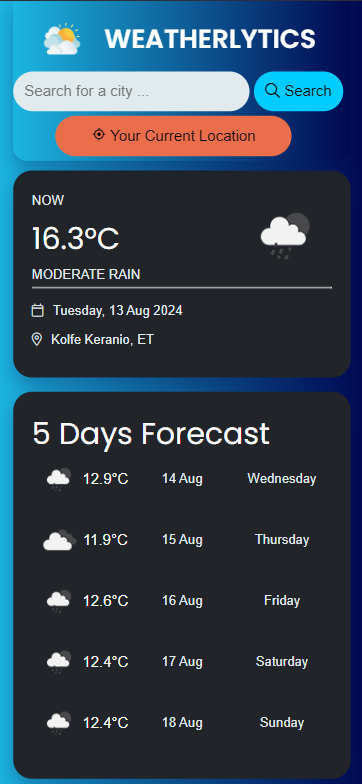 WEATHERLYTICS
Search for a city ... Search
Your Current Location
NOW
16.3°C
MODERATE RAIN
Tuesday, 13 Aug 2024
Kolfe Keranio, ET
5 Days Forecast
12.9°C 14 Aug Wednesday
11.9°C 15 Aug Thursday
12.6°C 16 Aug Friday
12.4°C 17 Aug Saturday
12.4°C 18 Aug Sunday